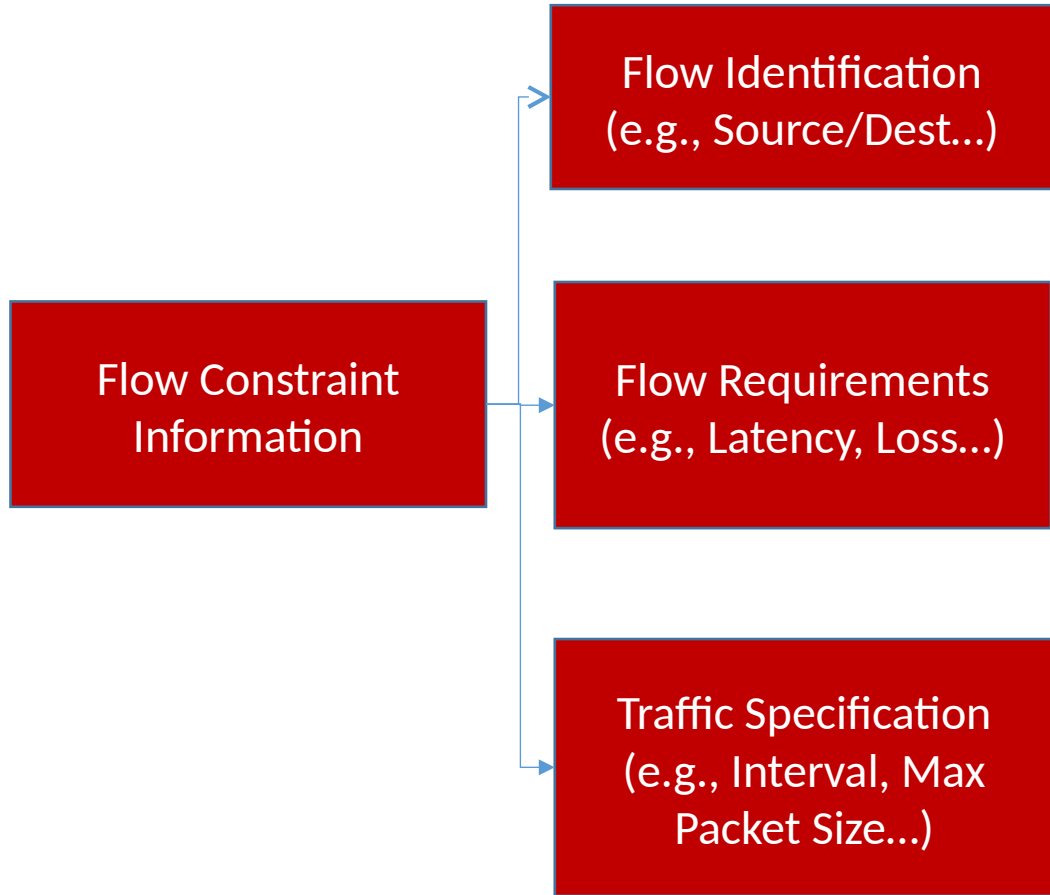 Flow Identification
(e.g., Source/Dest...)
Flow Constraint
Information
Flow Requirements
(e.g., Latency, Loss...)
Traffic Specification
(e.g., Interval, Max
Packet Size...)